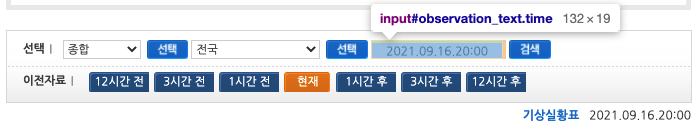 input#observation_text.time 132 × 19
선택 | 종합 선택 전국 선택 2021.09.16.20:00 검색
이전자료 | 12시간 전 3시간 전 1시간 전 현재 1시간 후 3시간 후 12시간 후
기상실황표 2021.09.16.20:00